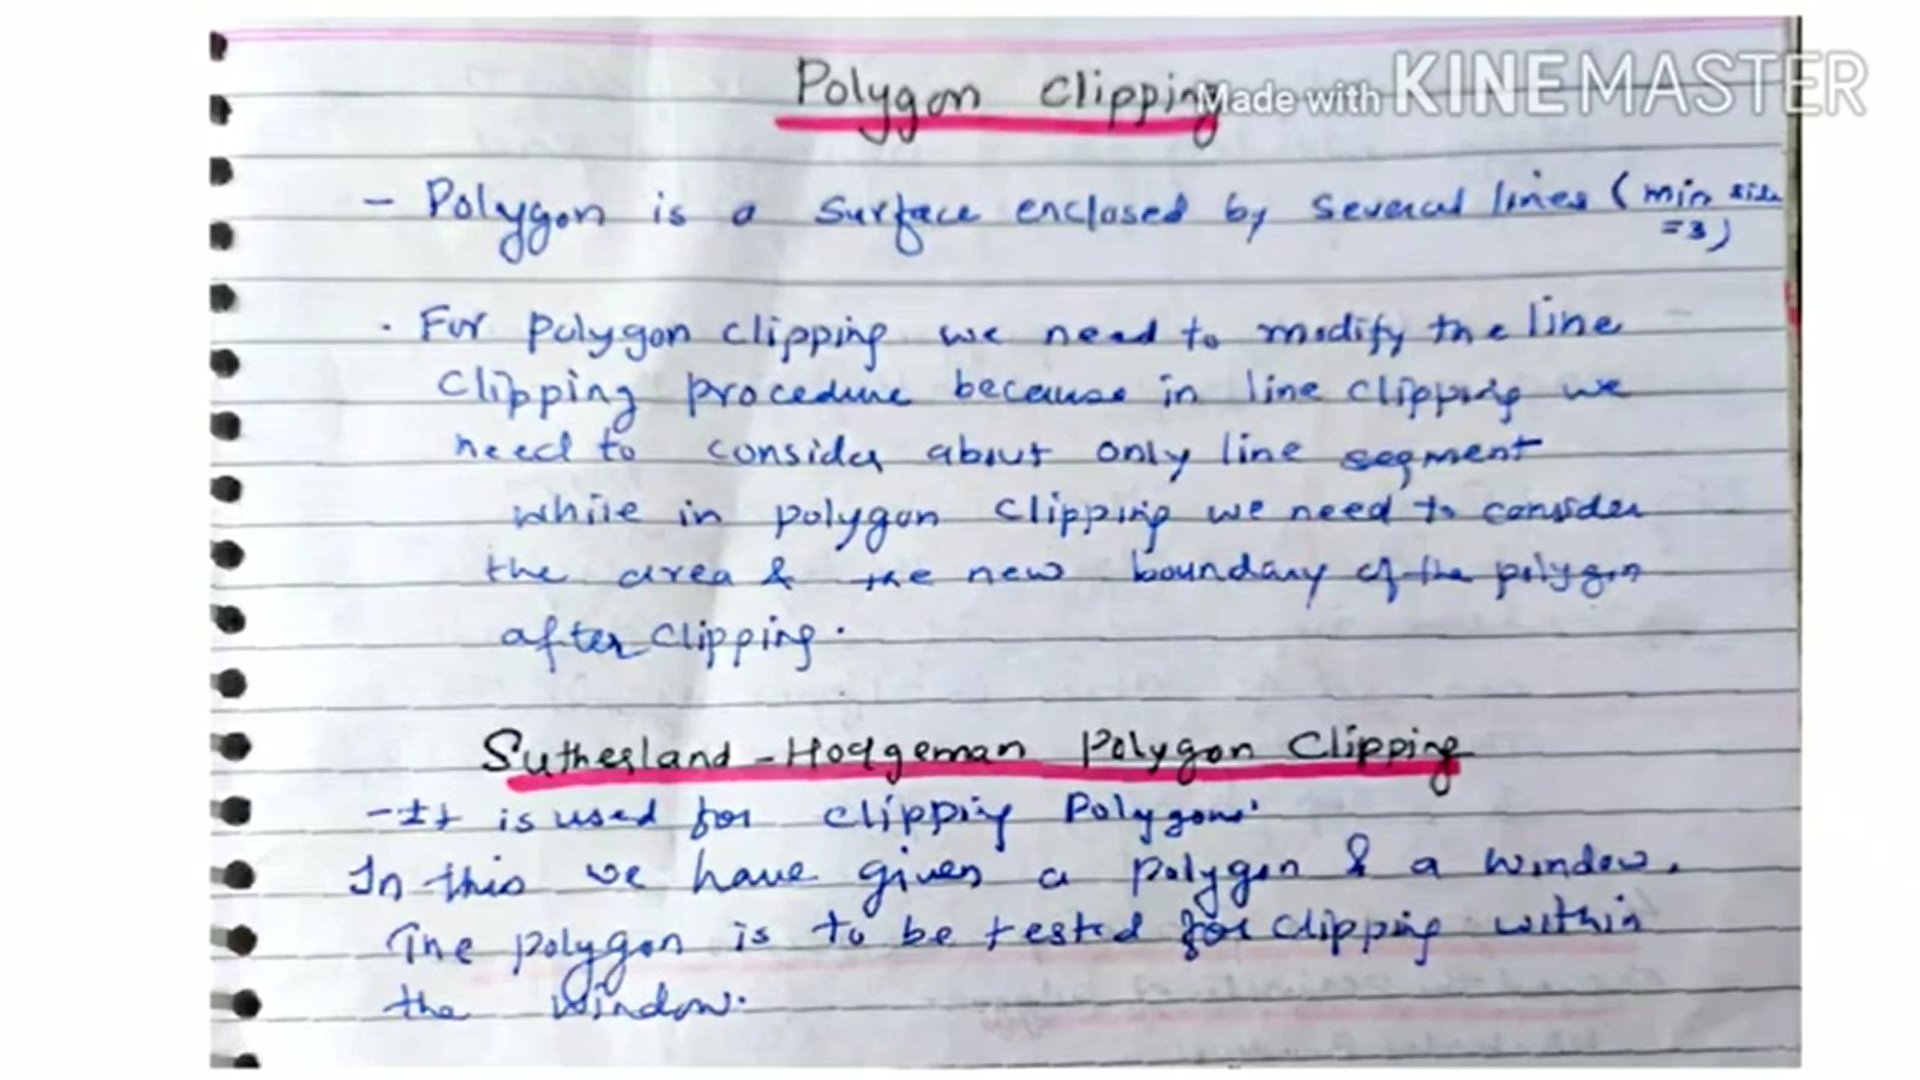 Polygon Clipping
Made with KINEMASTER
- Polygon is a surface enclosed by several lines (min side
=3)
. For polygon clipping we need to modify the line
Clipping procedure because in line clipping we
need to consider about only line segment
while in polygon clipping we need to consider
the area & the new boundary of the polygon
after clipping.
Sutherland - Hodgeman Polygon Clipping
- It is used for clipping Polygons.
In this we have given a polygon & a window.
The polygon is to be tested for clipping within
the window.